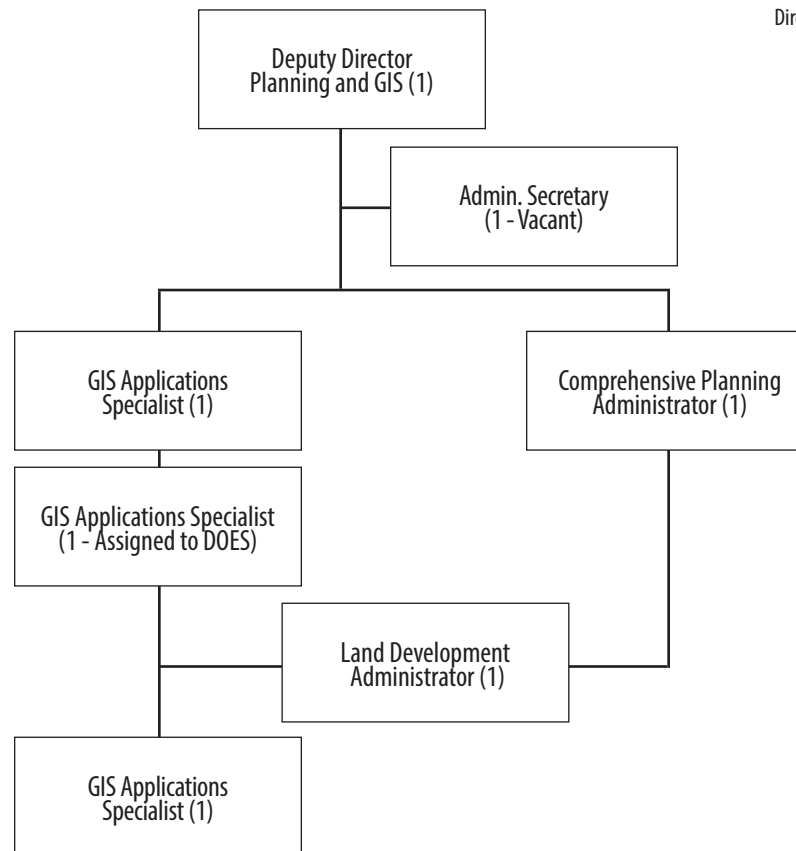 Deputy Director
Planning and GIS (1)
Admin. Secretary
(1 - Vacant)
GIS Applications
Specialist (1)
Comprehensive Planning
Administrator (1)
GIS Applications Specialist
(1 - Assigned to DOES)
Land Development
Administrator (1)
GIS Applications
Specialist (1)